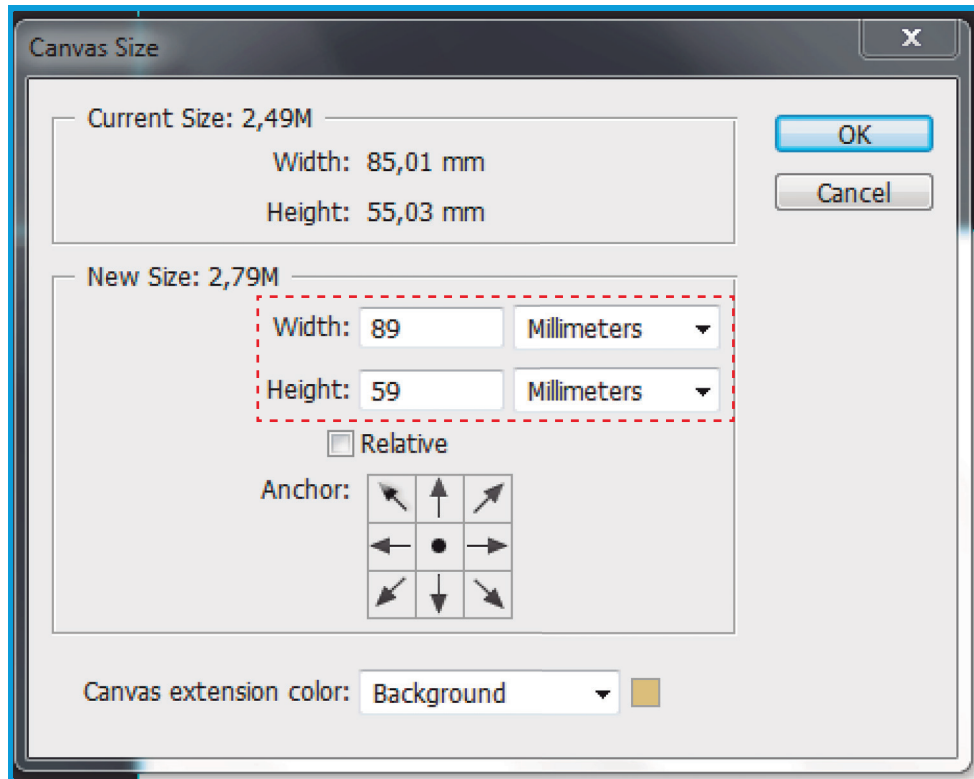 Canvas Size
x
Current Size: 2,49M
Width: 85,01 mm
Height: 55,03 mm
OK
Cancel
New Size: 2,79M
Width: 89 Millimeters
Height: 59 Millimeters
Relative
Anchor:
Canvas extension color: Background